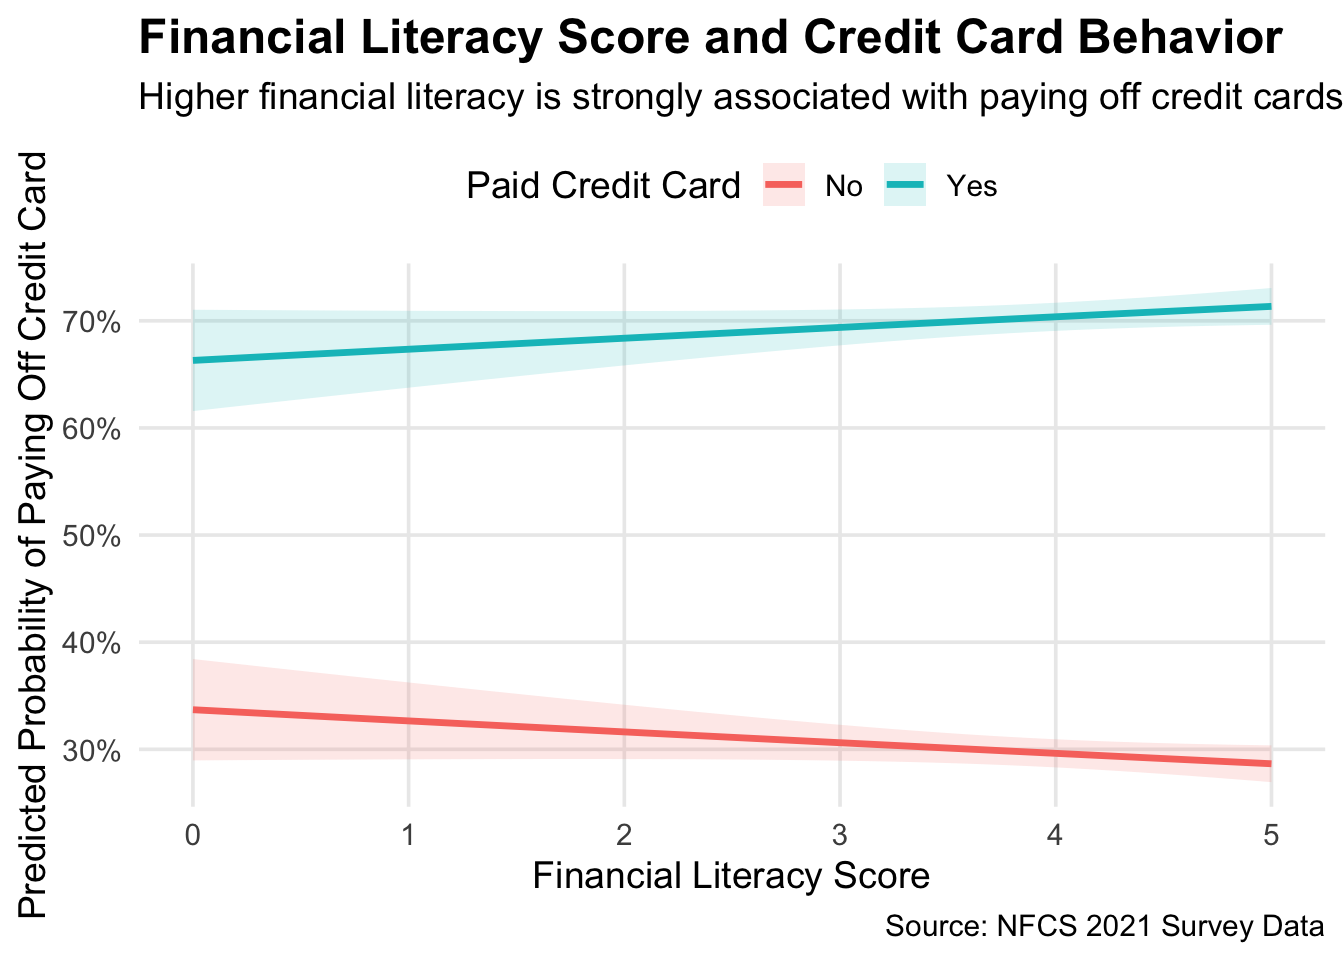 Financial Literacy Score and Credit Card Behavior
Higher financial literacy is strongly associated with paying off credit cards
Paid Credit Card No Yes
Predicted Probability of Paying Off Credit Card
70%
60%
50%
40%
30%
0 1 2 3 4 5
Financial Literacy Score
Source: NFCS 2021 Survey Data